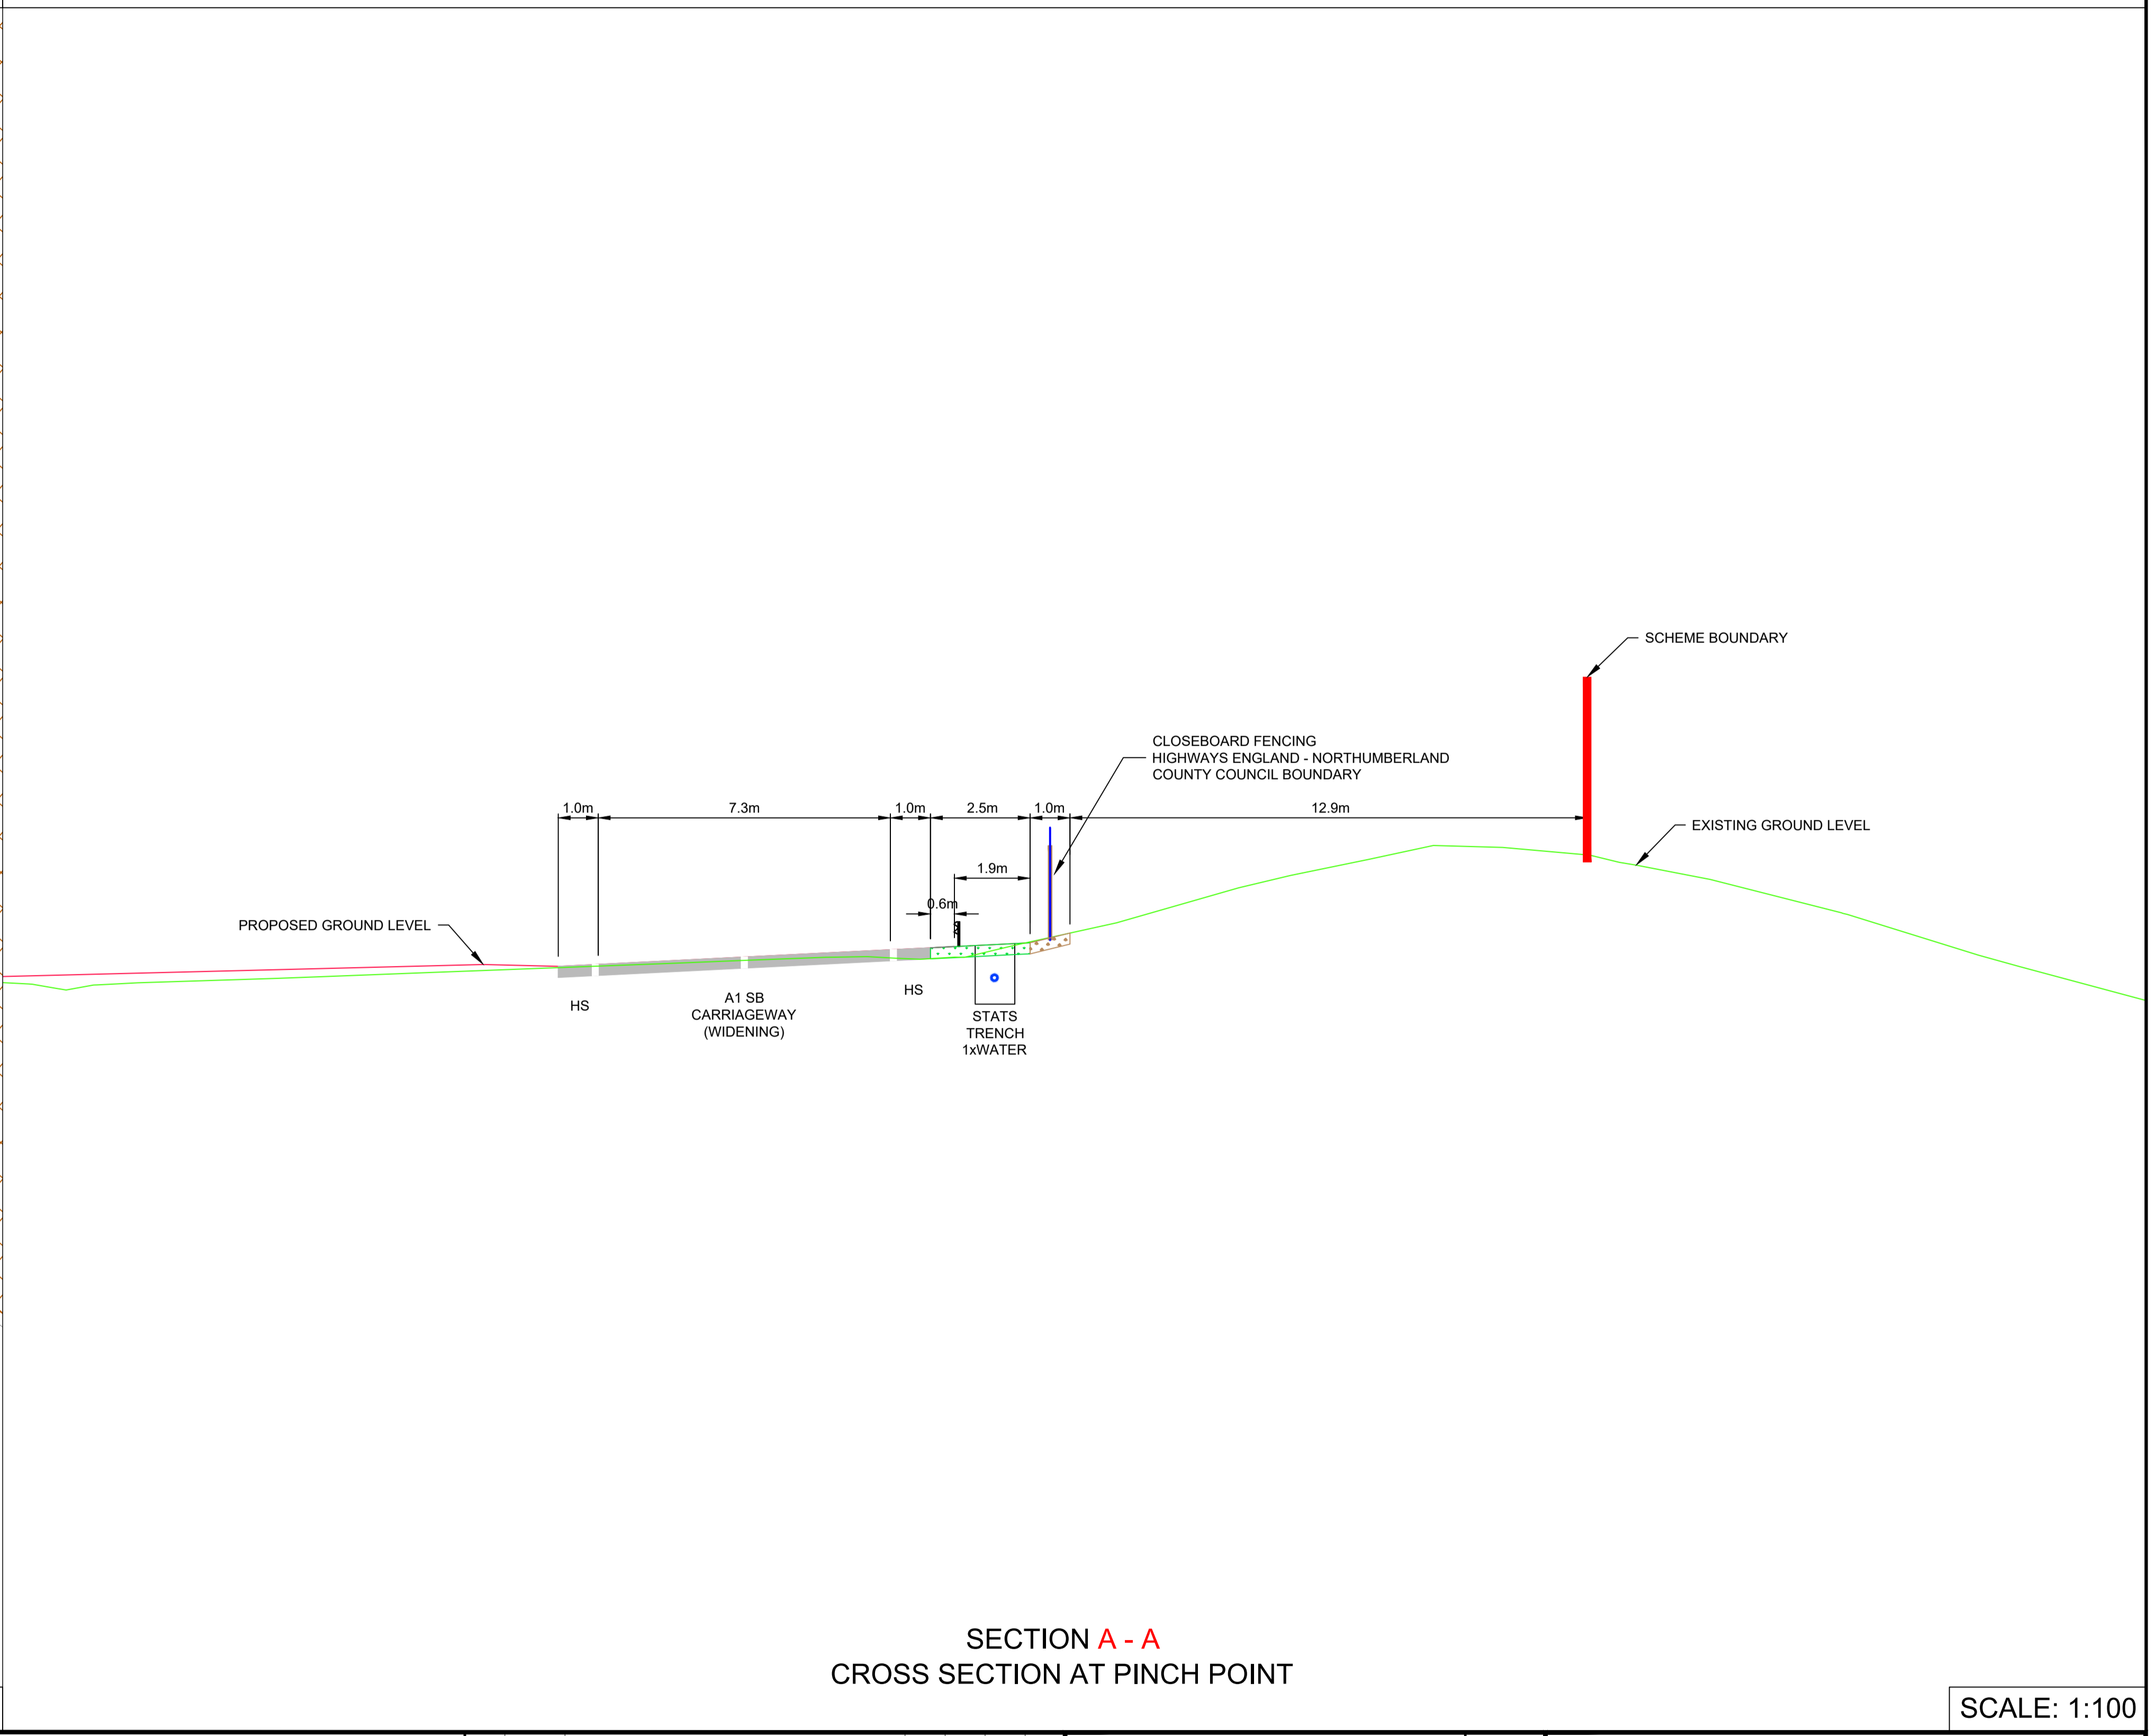 SCHEME BOUNDARY
CLOSEBOARD FENCING
HIGHWAYS ENGLAND - NORTHUMBERLAND
COUNTY COUNCIL BOUNDARY
1.0m
7.3m
1.0m
2.5m
1.0m
12.9m
EXISTING GROUND LEVEL
1.9m
0.6m
PROPOSED GROUND LEVEL
HS
A1 SB
CARRIAGEWAY
(WIDENING)
HS
STATS
TRENCH
1xWATER
SECTION A - A
CROSS SECTION AT PINCH POINT
SCALE: 1:100